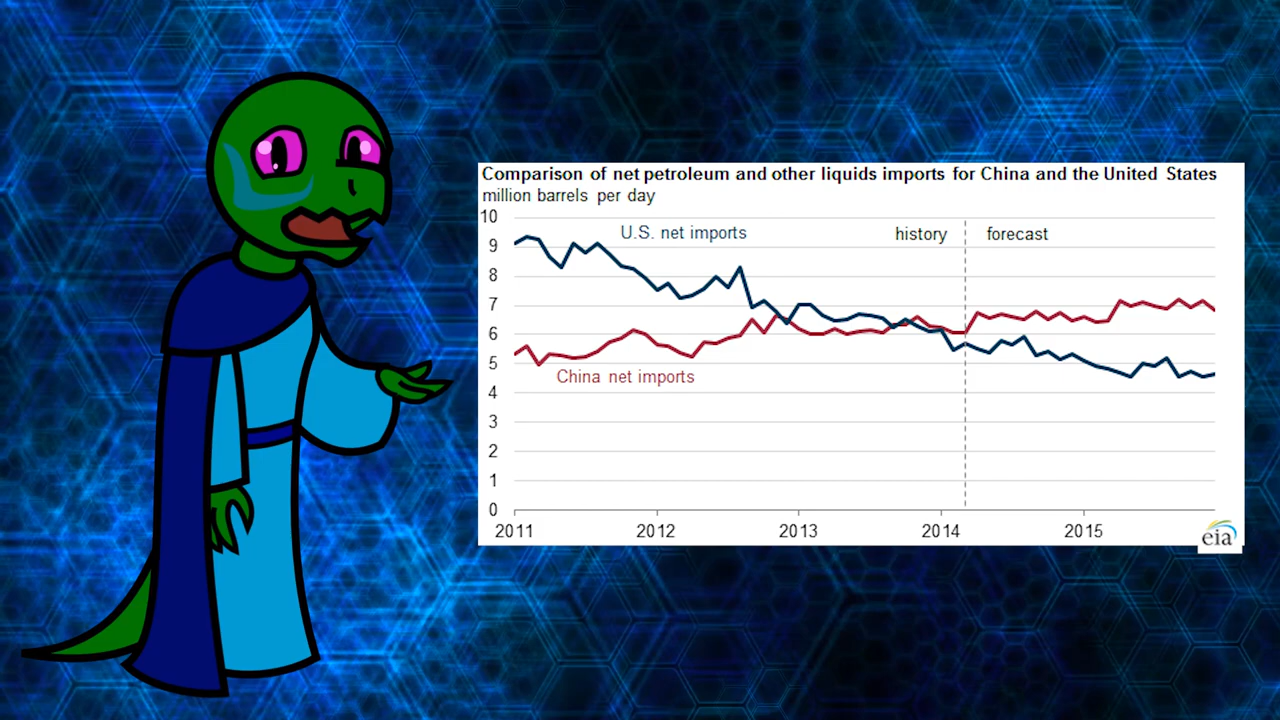 Comparison of net petroleum and other liquids imports for China and the United States
million barrels per day
10
U.S. net imports
history
forecast
9
8
7
6
5
China net imports
4
3
2
1
0
2011
2012
2013
2014
2015
eia